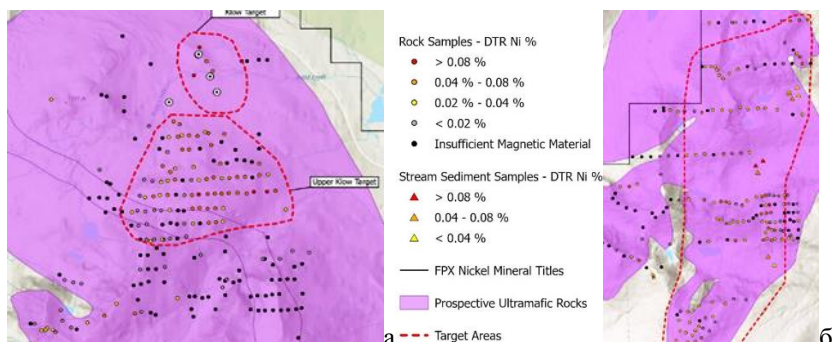 Klow Target
Upper Klow Target
Rock Samples - DTR Ni %
> 0.08 %
0.04 % - 0.08 %
0.02 % - 0.04 %
< 0.02 %
Insufficient Magnetic Material
Stream Sediment Samples - DTR Ni %
> 0.08 %
0.04 - 0.08 %
< 0.04 %
FPX Nickel Mineral Titles
Prospective Ultramafic Rocks
Target Areas
а
б